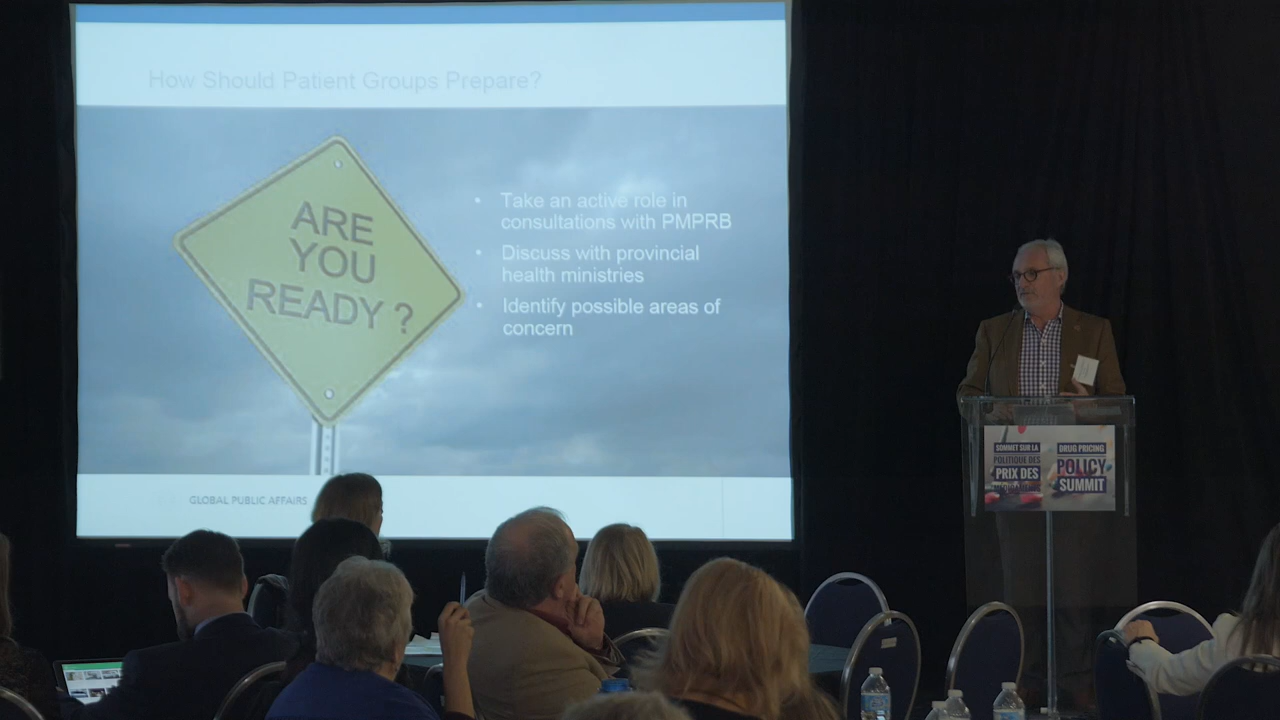 How Should Patient Groups Prepare?
ARE
YOU
READY ?
• Take an active role in
consultations with PMPRB
• Discuss with provincial
health ministries
• Identify possible areas of
concern
GLOBAL PUBLIC AFFAIRS
SOMMET SUR LA
POLITIQUE DES
PRIX DES
DRUG PRICING
POLICY
SUMMIT